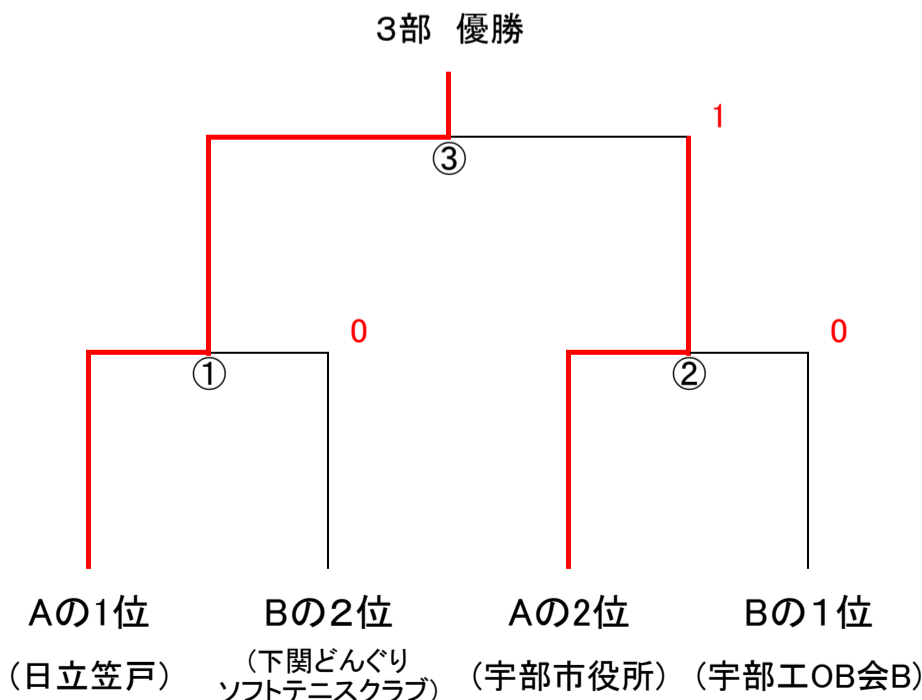 3部 優勝
1
③
0
0
①
②
Aの1位
Bの2位
Aの2位
Bの1位
(日立笠戸)
(下関どんぐり
ソフトテニスクラブ)
(宇部市役所)
(宇部工OB会B)